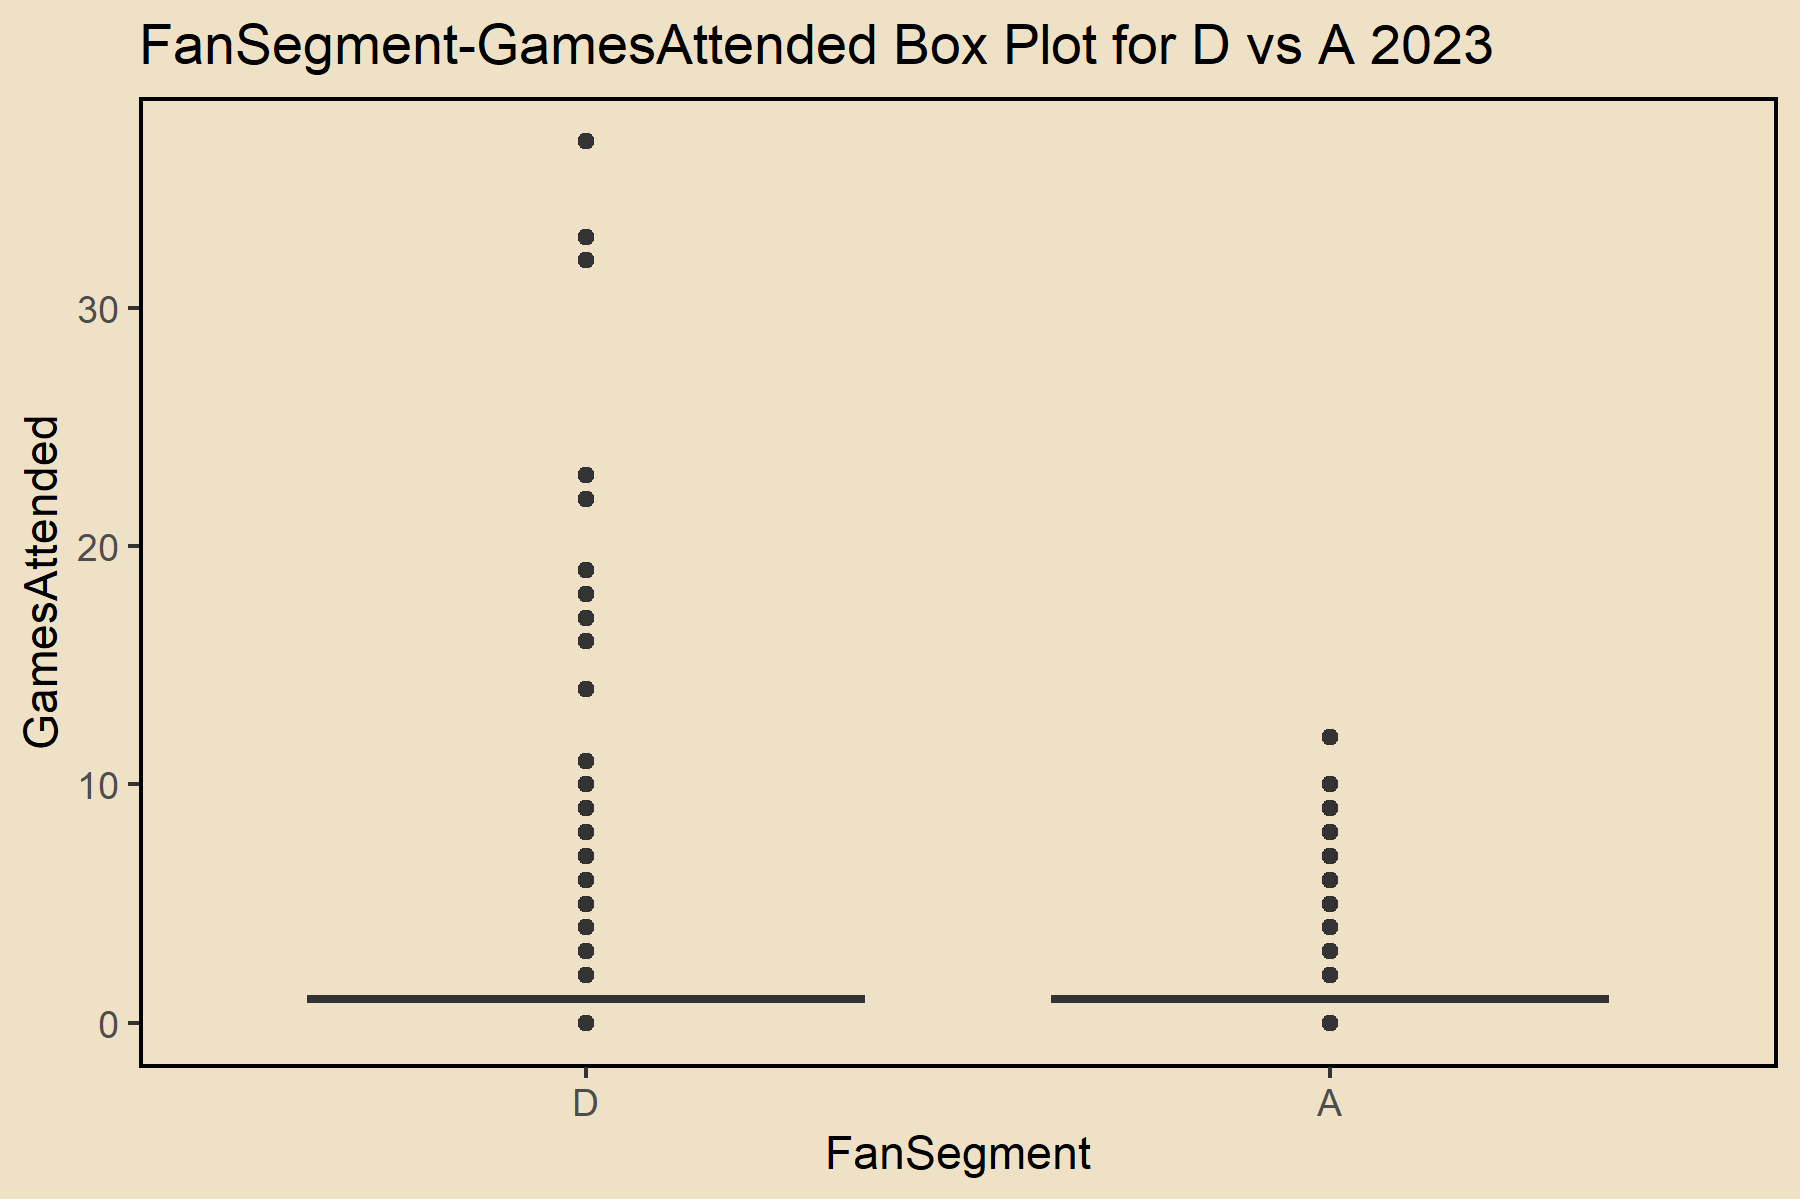 FanSegment-GamesAttended Box Plot for D vs A 2023
GamesAttended
30
20
10
0
D
A
FanSegment